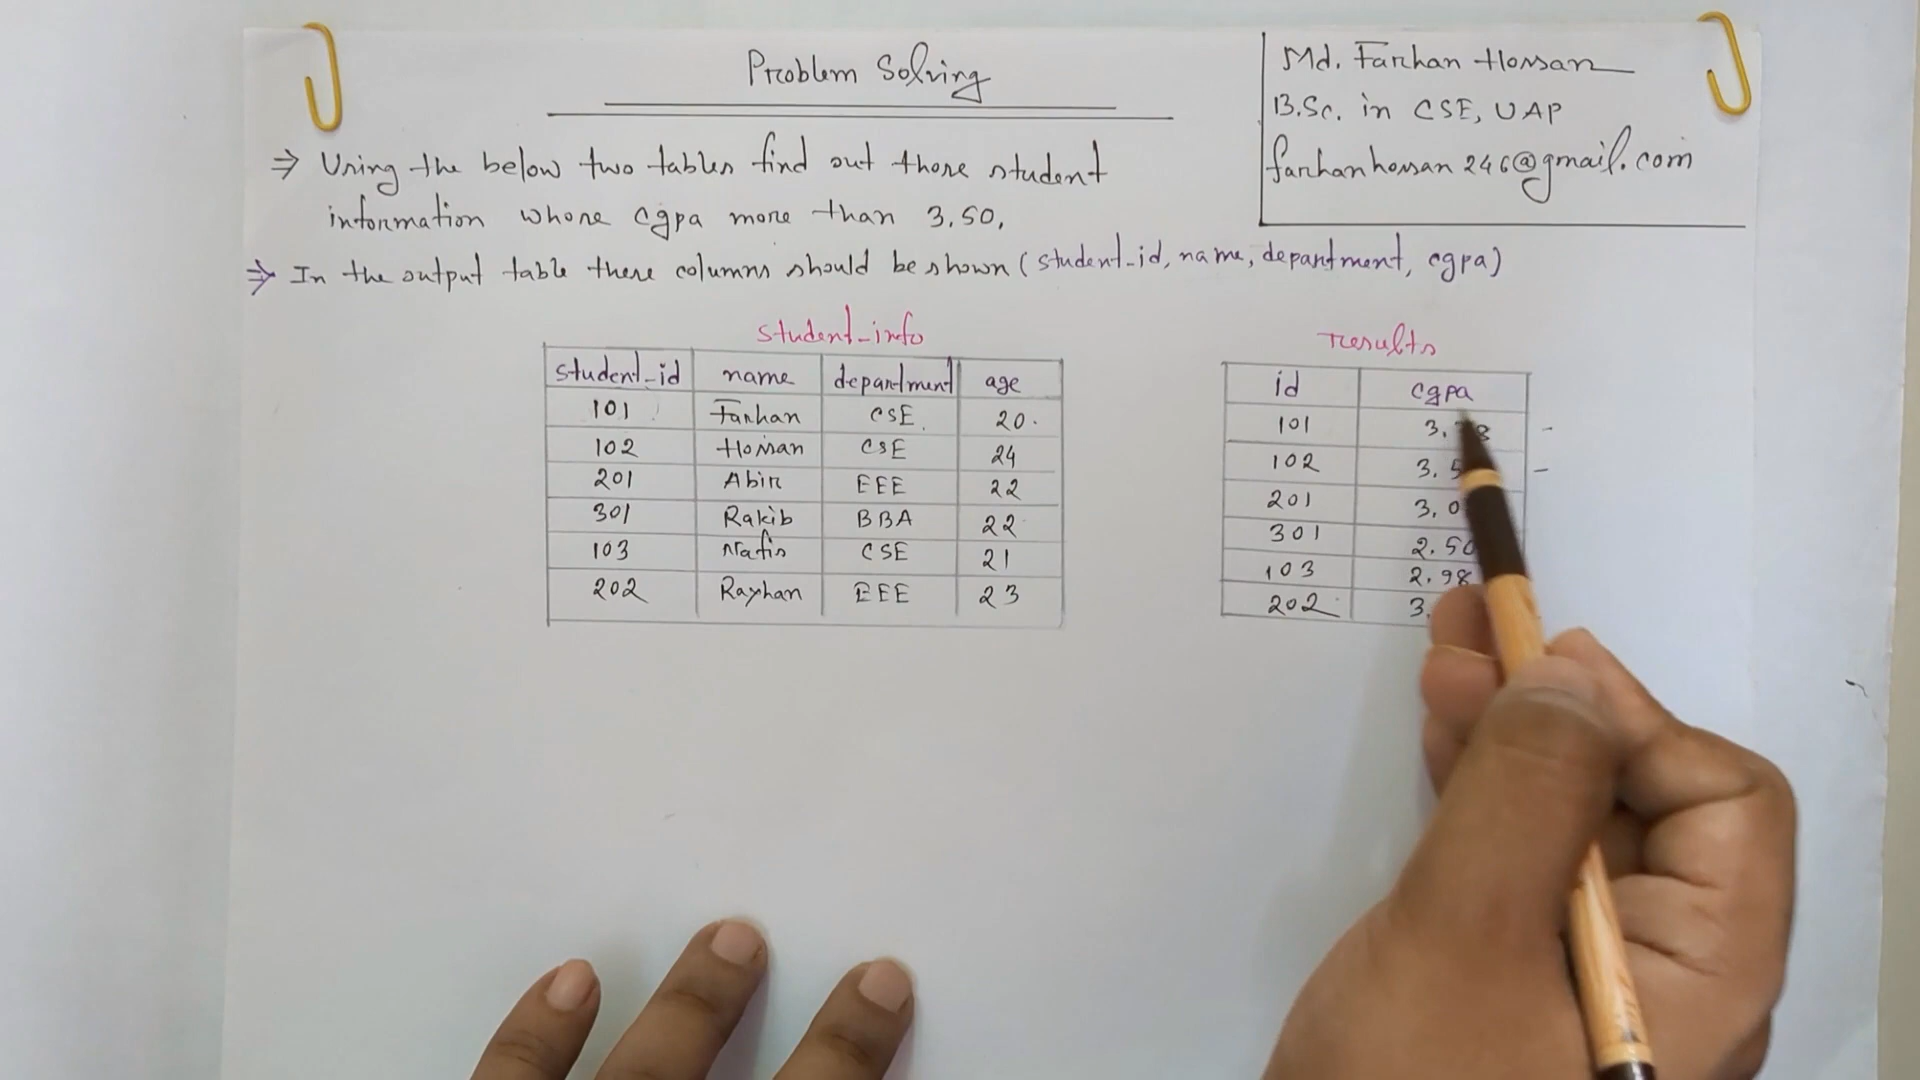 Problem Solving
Md. Farhan Hossan
B.Sc. in CSE, UAP
farhanhossan246@gmail.com
⇒ Using the below two tables find out those student
information whose cgpa more than 3.50.
⇒ In the output table these columns should be shown (student_id, name, department, cgpa)
student_info
student_id name department age
101 Farhan CSE 20
102 Hossan CSE 24
201 Abir EEE 22
301 Rakib BBA 22
103 Nafis CSE 21
202 Rayhan EEE 23
results
id cgpa
101
102
201
301 2.50
103 2.98
202